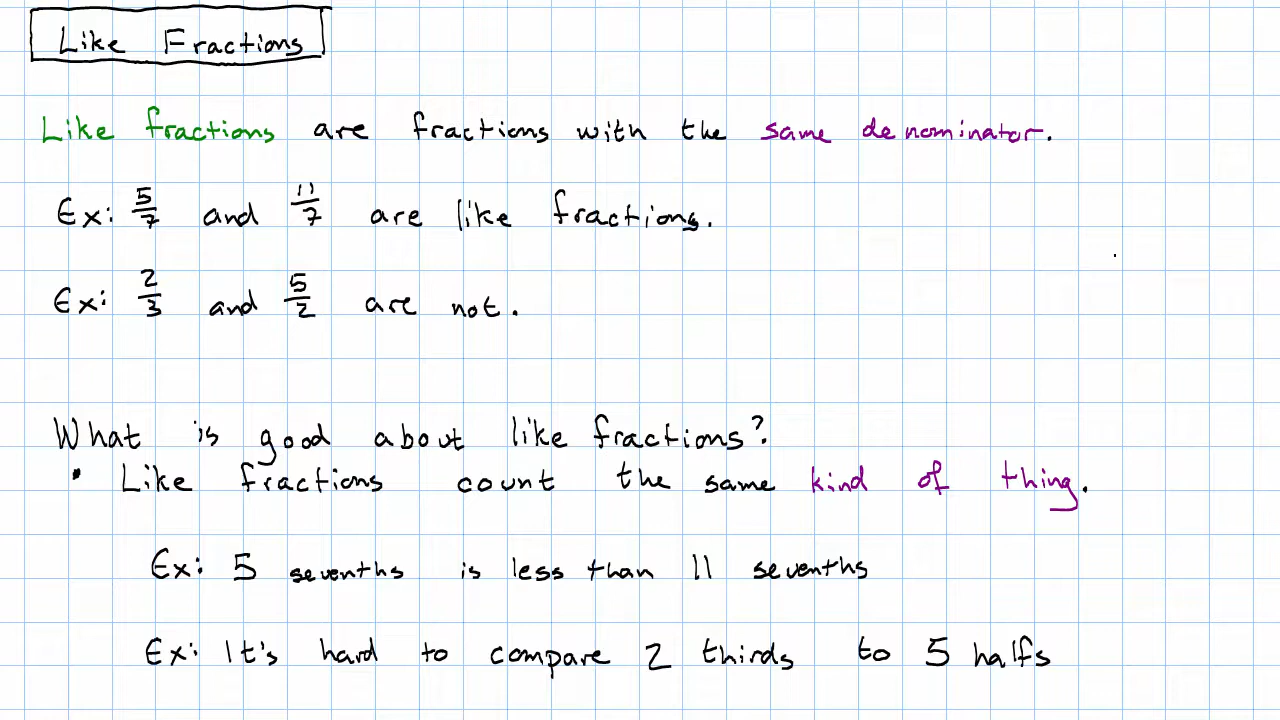 Like Fractions
Like fractions are fractions with the same denominator.
Ex: 5/7 and 11/7 are like fractions.
Ex: 2/3 and 5/2 are not.
What is good about like fractions?
• Like fractions count the same kind of thing.
Ex: 5 sevenths is less than 11 sevenths
Ex: It's hard to compare 2 thirds to 5 halfs